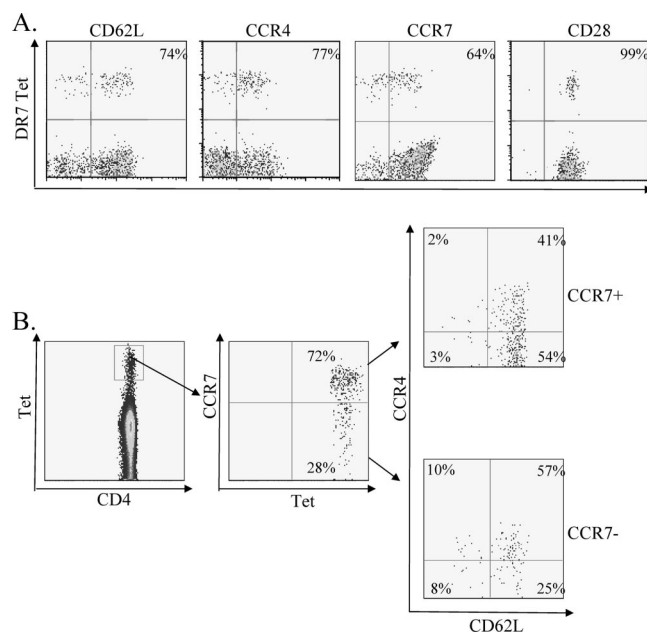 A.
CD62L CCR4 CCR7 CD28
74% 77% 64% 99%
DR7 Tet
2% 41%
CCR7+
3% 54%
CCR4
B.
Tet
CD4
CCR7
72%
28%
Tet
10% 57%
CCR7-
8% 25%
CD62L